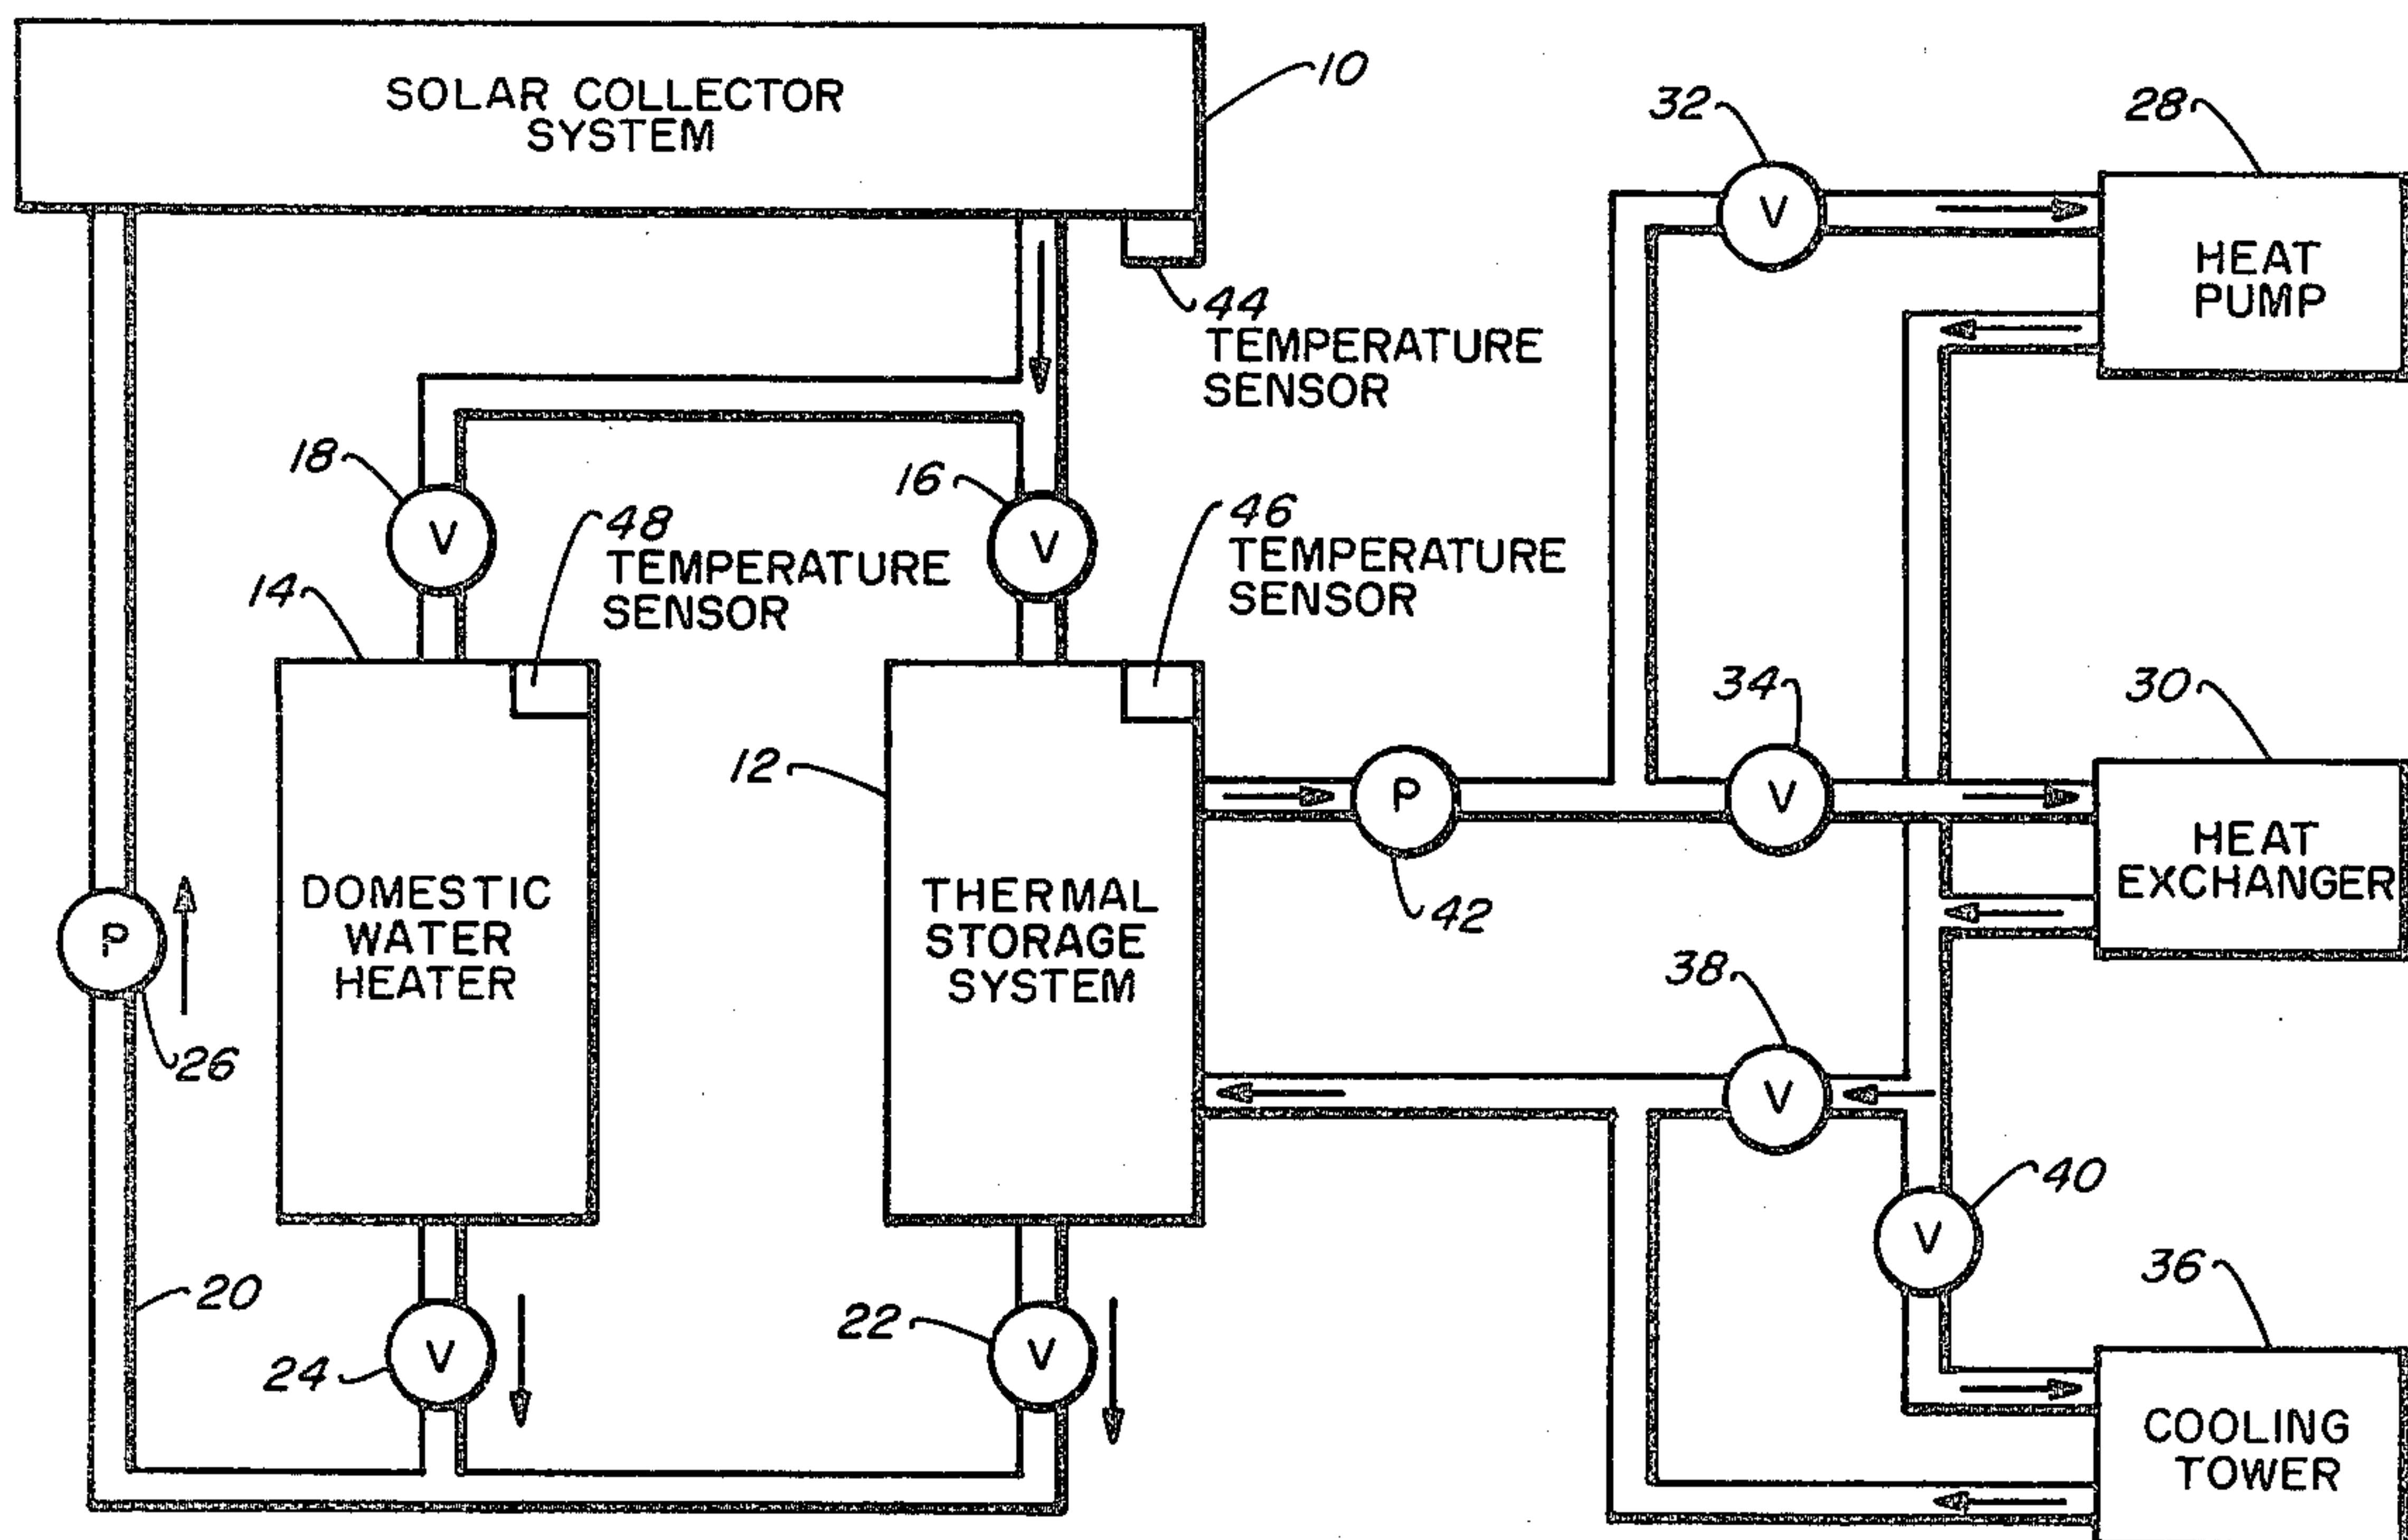 SOLAR COLLECTOR
SYSTEM
10
32
28
V
HEAT
PUMP
44
TEMPERATURE
SENSOR
18
V
48
TEMPERATURE
SENSOR
16
V
46
TEMPERATURE
SENSOR
14
12
34
V
30
P
42
HEAT
EXCHANGER
DOMESTIC
WATER
HEATER
THERMAL
STORAGE
SYSTEM
P
26
38
V
40
V
20
24
V
22
V
36
COOLING
TOWER